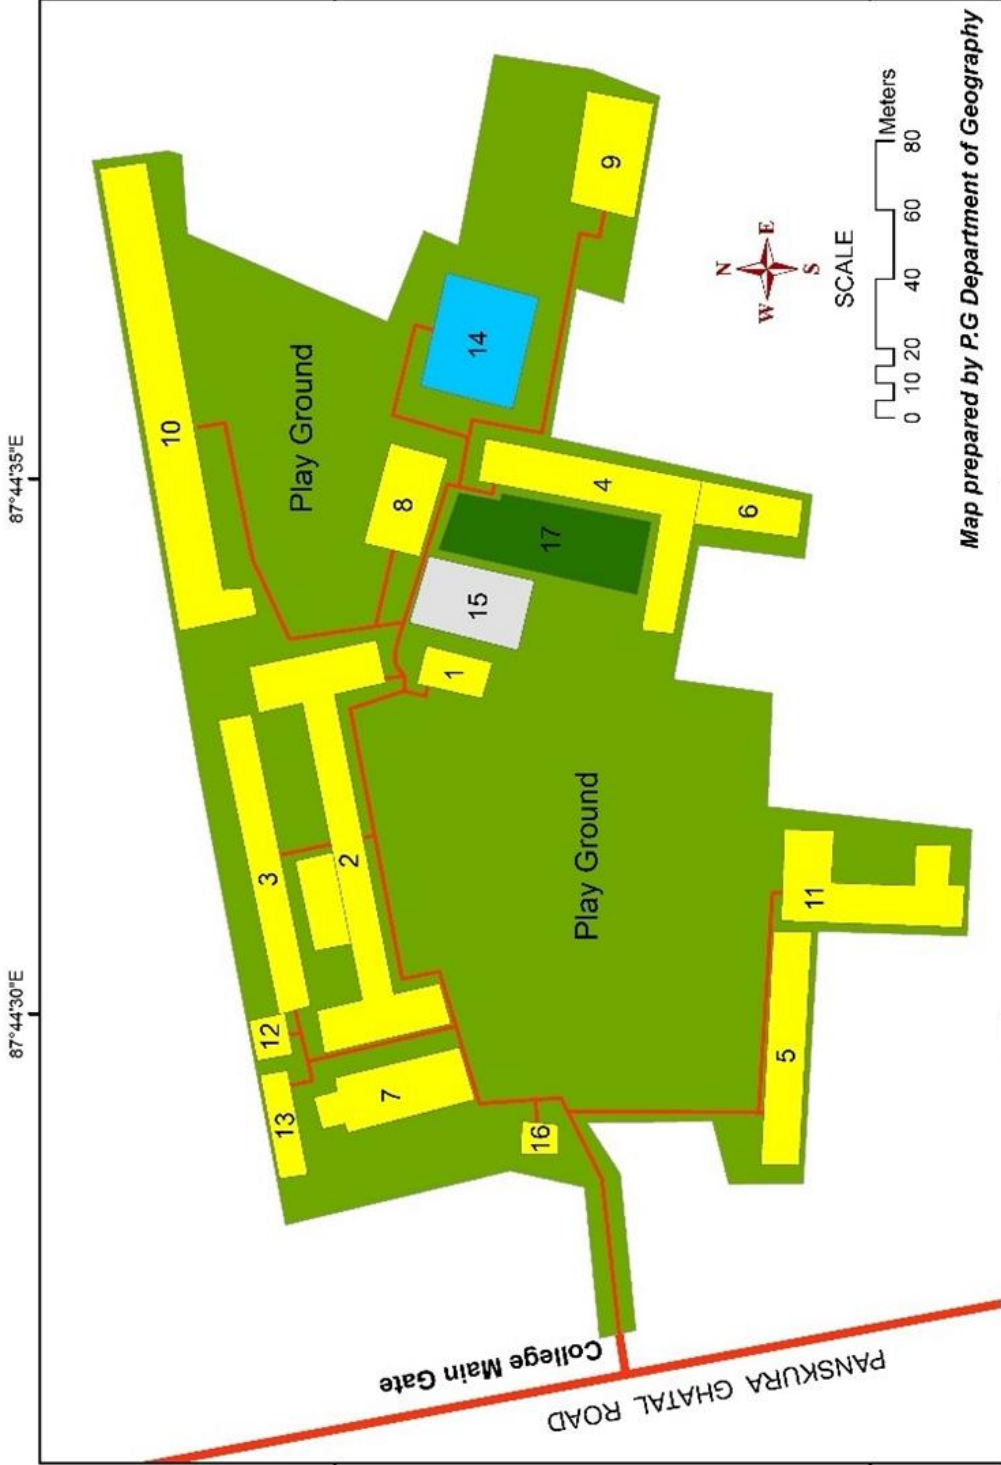 87°44'30"E
87°44'35"E
10
Play Ground
3
12
13
2
7
8
14
9
1
15
17
4
6
16
Play Ground
5
11
College Main Gate
PANSKURA GHATAL ROAD
N
W
E
S
SCALE
0 10 20 40 60 80
Meters
Map prepared by P.G Department of Geography